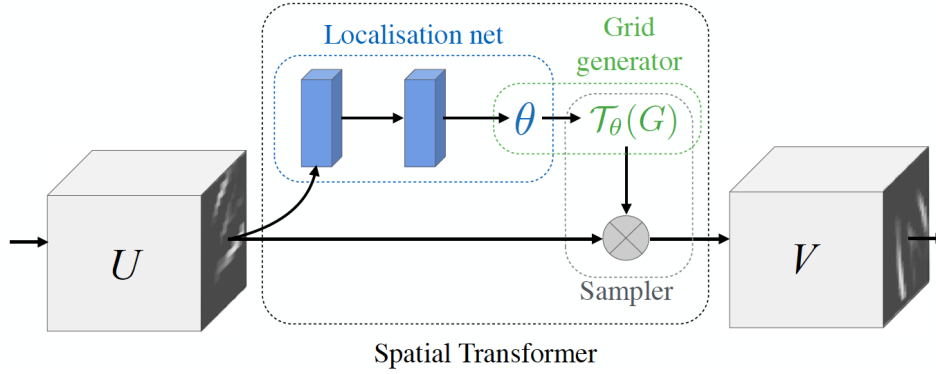 Localisation net
Grid
generator
θ
𝒯θ(G)
U
V
Sampler
Spatial Transformer